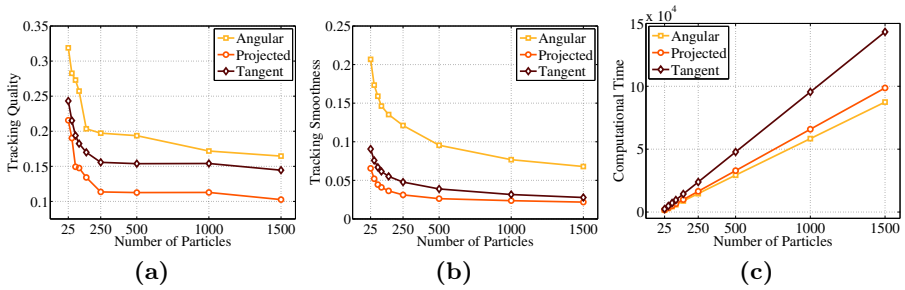 0.35
0.3
0.25
0.2
0.15
0.1
Tracking Quality
Angular
Projected
Tangent
25 250 500 1000 1500
Number of Particles
(a)
0.25
0.2
0.15
0.1
0.05
0
Tracking Smoothness
Angular
Projected
Tangent
25 250 500 1000 1500
Number of Particles
(b)
x 10^4
15
10
5
0
Computational Time
Angular
Projected
Tangent
25 250 500 1000 1500
Number of Particles
(c)